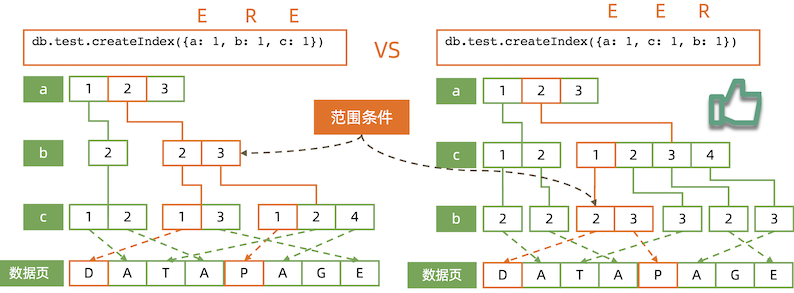 E R E
db.test.createIndex({a: 1, b: 1, c: 1})
a 1 2 3
b 2 2 3
c 1 2 1 3 1 2 4
数据页 D A T A P A G E
VS
范围条件
E E R
db.test.createIndex({a: 1, c: 1, b: 1})
a 1 2 3
c 1 2 1 2 3 4
b 2 2 2 3 3 2 3
数据页 D A T A P A G E